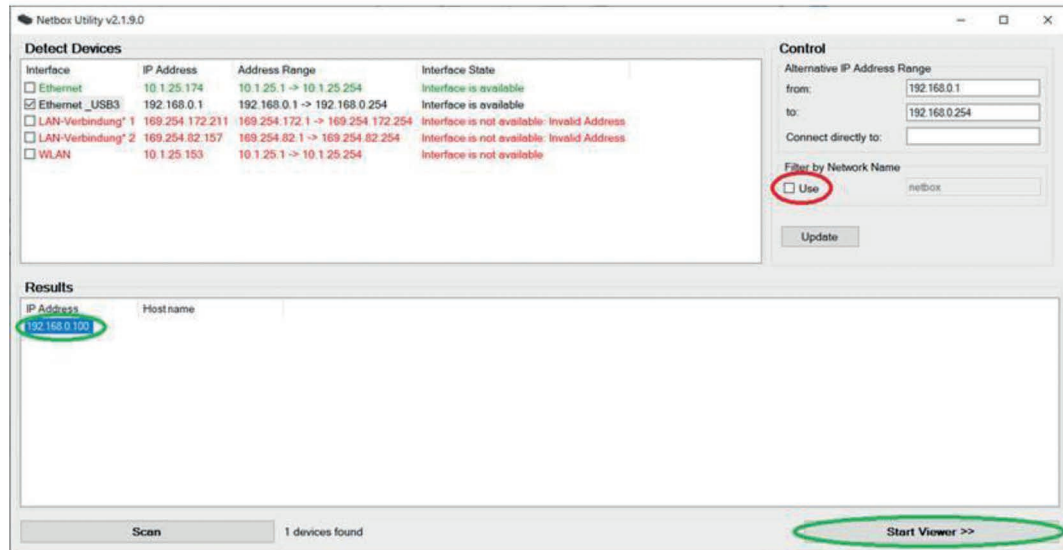 Netbox Utility v2.1.9.0
Detect Devices
Interface IP Address Address Range Interface State
Ethernet 10.1.25.174 10.1.25.1 -> 10.1.25.254 Interface is available
Ethernet _USB3 192.168.0.1 192.168.0.1 -> 192.168.0.254 Interface is available
LAN-Verbindung* 1 169.254.172.211 169.254.172.1 -> 169.254.172.254 Interface is not available: Invalid Address
LAN-Verbindung* 2 169.254.82.157 169.254.82.1 -> 169.254.82.254 Interface is not available: Invalid Address
WLAN 10.1.25.153 10.1.25.1 -> 10.1.25.254 Interface is not available
Control
Alternative IP Address Range
from: 192.168.0.1
to: 192.168.0.254
Connect directly to:
Filter by Network Name
Use netbox
Update
Results
IP Address Hostname
192.168.0.100
Scan 1 devices found Start Viewer >>